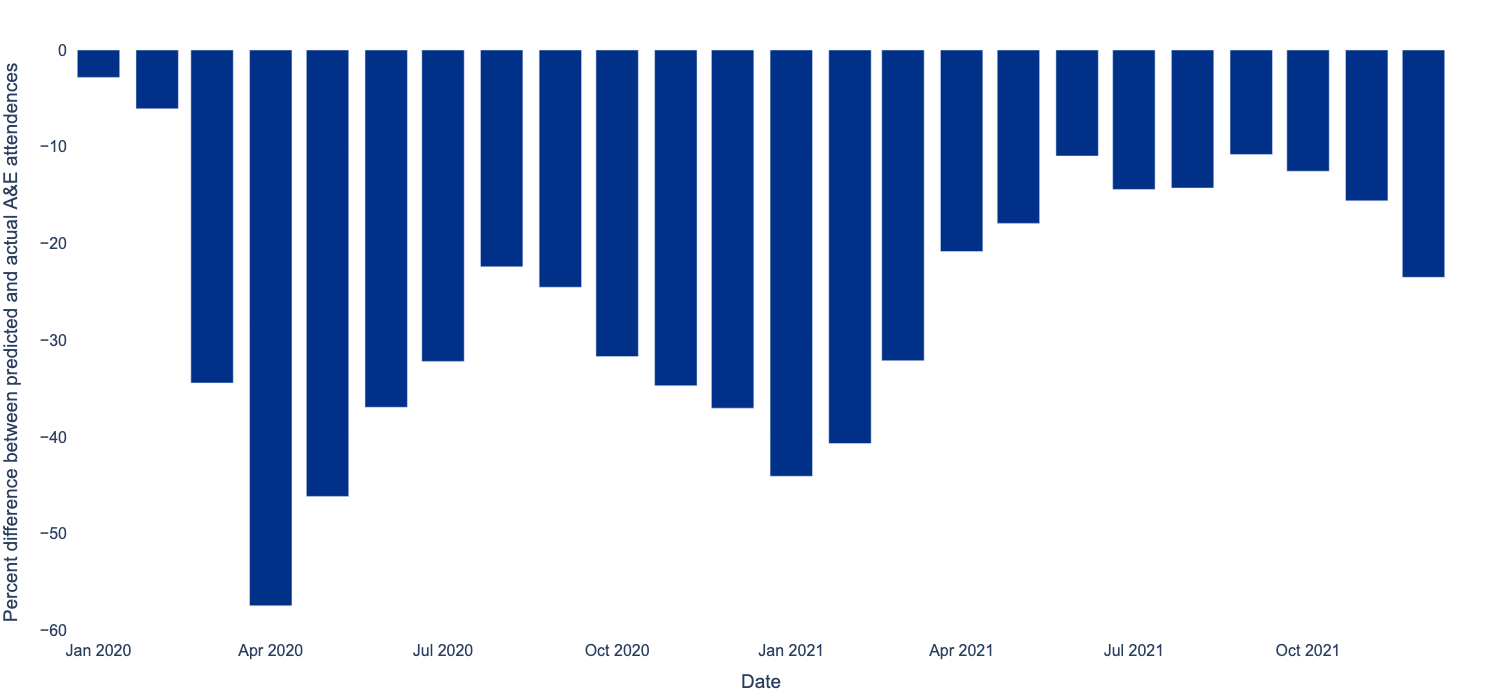 Percent difference between predicted and actual A&E attendences
0
−10
−20
−30
−40
−50
−60
Jan 2020
Apr 2020
Jul 2020
Oct 2020
Jan 2021
Apr 2021
Jul 2021
Oct 2021
Date